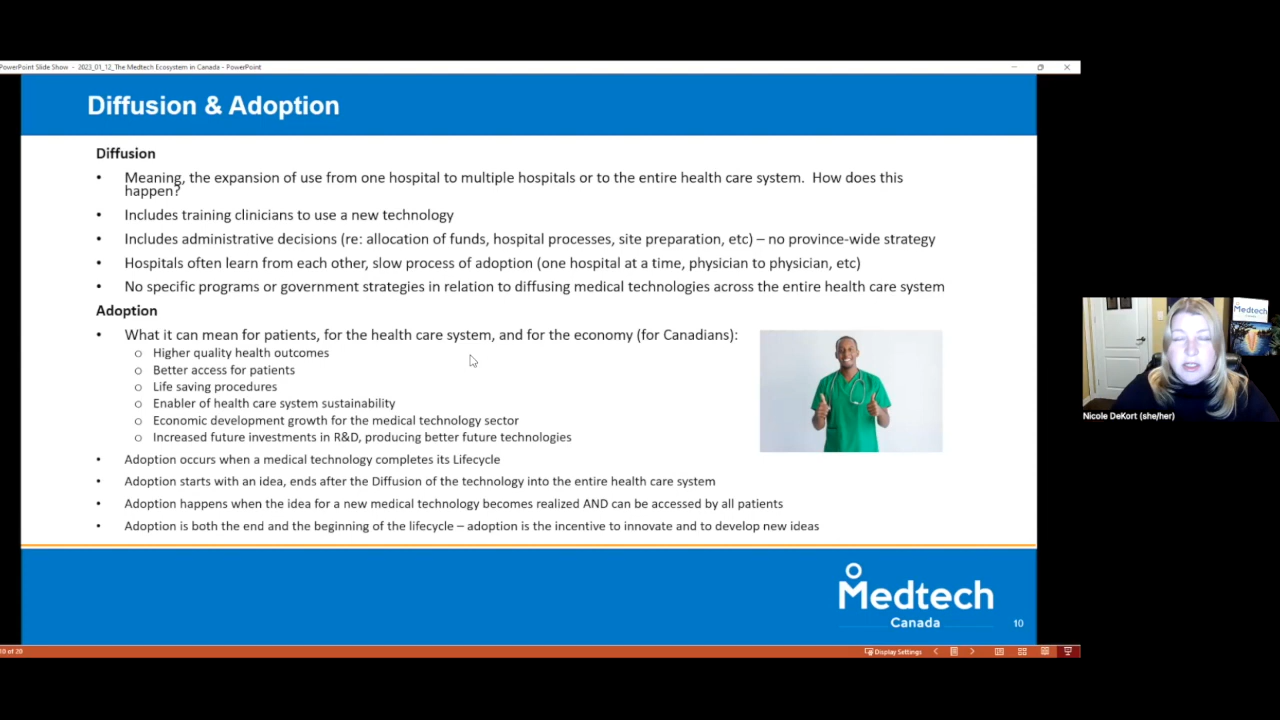 PowerPoint Slide Show - 2023_01_12_The Medtech Ecosystem in Canada - PowerPoint
Diffusion & Adoption
Diffusion
• Meaning, the expansion of use from one hospital to multiple hospitals or to the entire health care system. How does this
happen?
• Includes training clinicians to use a new technology
• Includes administrative decisions (re: allocation of funds, hospital processes, site preparation, etc) – no province-wide strategy
• Hospitals often learn from each other, slow process of adoption (one hospital at a time, physician to physician, etc)
• No specific programs or government strategies in relation to diffusing medical technologies across the entire health care system
Adoption
• What it can mean for patients, for the health care system, and for the economy (for Canadians):
o Higher quality health outcomes
o Better access for patients
o Life saving procedures
o Enabler of health care system sustainability
o Economic development growth for the medical technology sector
o Increased future investments in R&D, producing better future technologies
• Adoption occurs when a medical technology completes its Lifecycle
• Adoption starts with an idea, ends after the Diffusion of the technology into the entire health care system
• Adoption happens when the idea for a new medical technology becomes realized AND can be accessed by all patients
• Adoption is both the end and the beginning of the lifecycle – adoption is the incentive to innovate and to develop new ideas
Medtech
Canada
10
10 of 20
Display Settings
Medtech
Nicole DeKort (she/her)